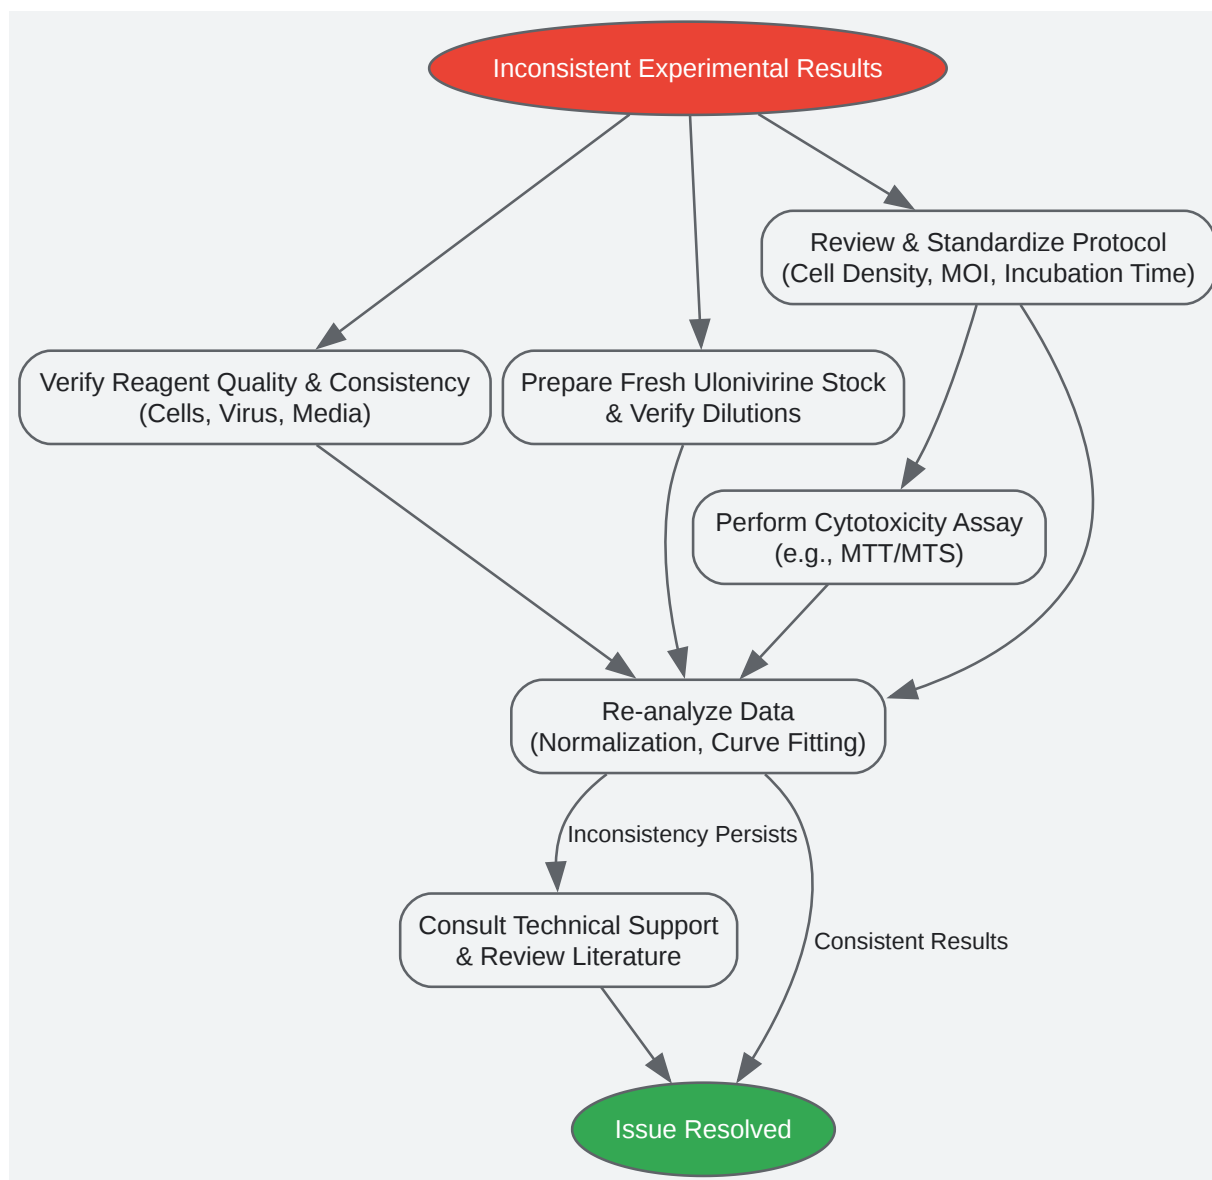 Inconsistent Experimental Results
Review & Standardize Protocol
(Cell Density, MOI, Incubation Time)
Verify Reagent Quality & Consistency
(Cells, Virus, Media)
Prepare Fresh Ulonivirine Stock
& Verify Dilutions
Perform Cytotoxicity Assay
(e.g., MTT/MTS)
Re-analyze Data
(Normalization, Curve Fitting)
Inconsistency Persists
Consult Technical Support
& Review Literature
Consistent Results
Issue Resolved